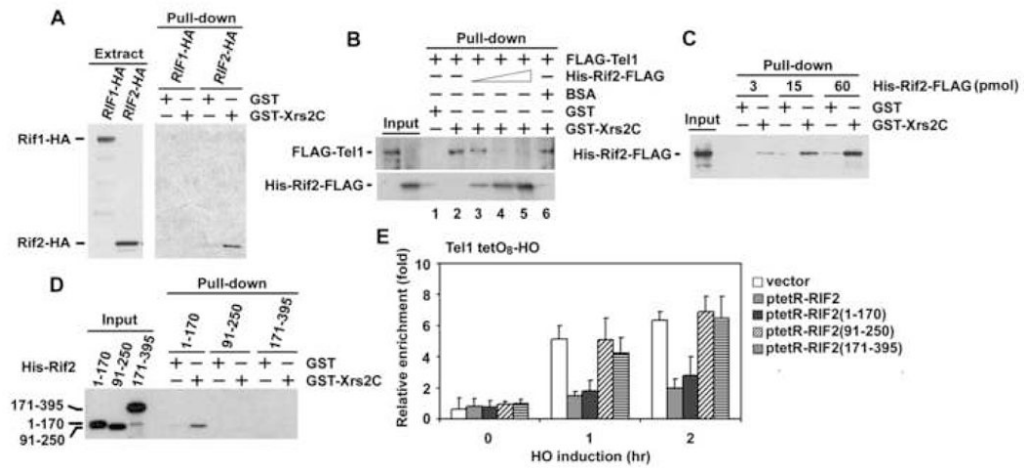 A
Pull-down
Extract
RIF1-HA
RIF2-HA
RIF1-HA
RIF2-HA
+ – + – GST
– + – + GST-Xrs2C
Rif1-HA
Rif2-HA
B
Pull-down
+ + + + + + FLAG-Tel1
– – – His-Rif2-FLAG
– – – – – + BSA
+ – – – – – GST
– + + + + + GST-Xrs2C
Input
FLAG-Tel1
His-Rif2-FLAG
1 2 3 4 5 6
C
Pull-down
3 15 60 His-Rif2-FLAG (pmol)
+ – + – + – GST
– + – + – + GST-Xrs2C
Input
His-Rif2-FLAG
D
Pull-down
Input
1-170
91-250
171-395
His-Rif2
1-170
91-250
171-395
+ – + – + – GST
– + – + – + GST-Xrs2C
171-395
1-170
91-250
E
Tel1 tetO8-HO
Relative enrichment (fold)
10
8
6
4
2
0
0 1 2
HO induction (hr)
vector
ptetR-RIF2
ptetR-RIF2(1-170)
ptetR-RIF2(91-250)
ptetR-RIF2(171-395)